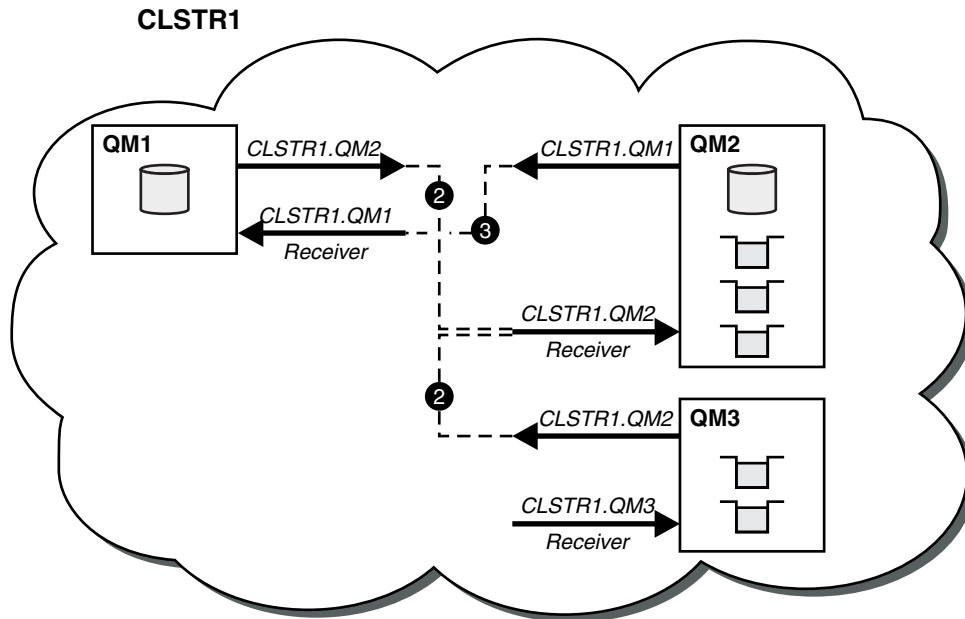 CLSTR1
QM1
CLSTR1.QM2
CLSTR1.QM1
QM2
2
CLSTR1.QM1
3
Receiver
CLSTR1.QM2
Receiver
2
CLSTR1.QM2
QM3
CLSTR1.QM3
Receiver